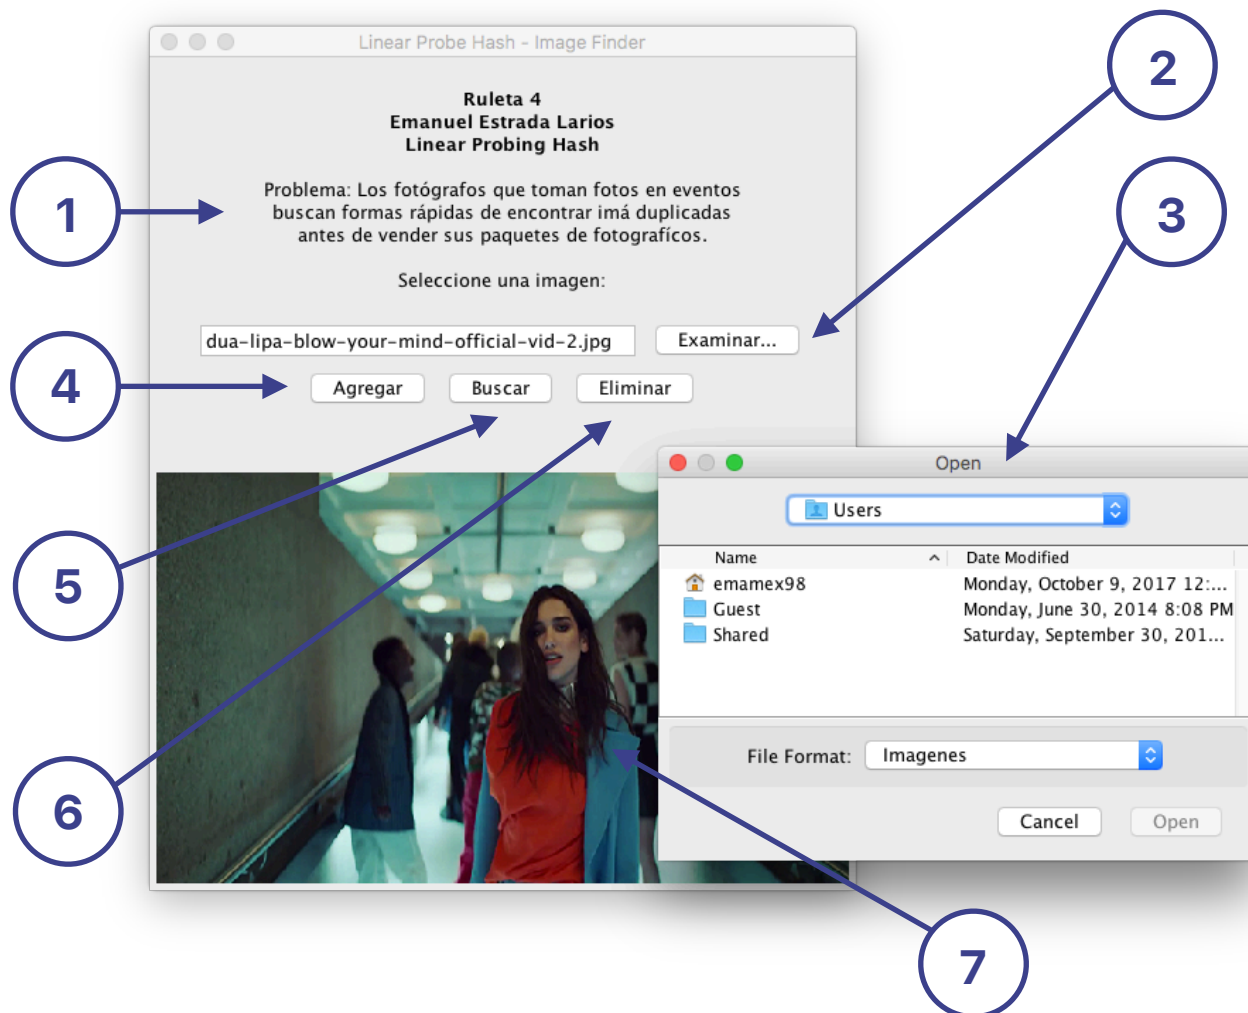 Linear Probe Hash - Image Finder
Ruleta 4
Emanuel Estrada Larios
Linear Probing Hash
Problema: Los fotógrafos que toman fotos en eventos
buscan formas rápidas de encontrar imá duplicadas
antes de vender sus paquetes de fotografícos.
Seleccione una imagen:
dua-lipa-blow-your-mind-official-vid-2.jpg
Examinar...
Agregar
Buscar
Eliminar
Open
Users
Name
Date Modified
emamex98
Monday, October 9, 2017 12:...
Guest
Monday, June 30, 2014 8:08 PM
Shared
Saturday, September 30, 201...
File Format:
Imagenes
Cancel
Open
1
2
3
4
5
6
7